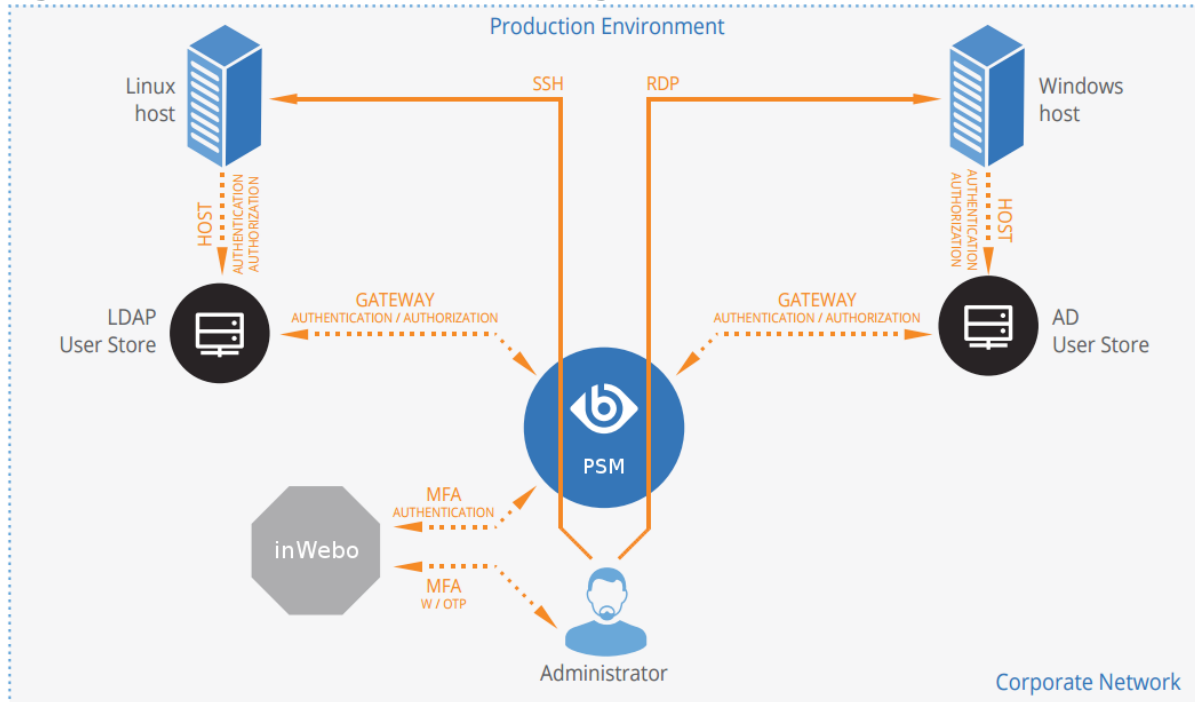 Production Environment
Linux
host
SSH
RDP
Windows
host
HOST
AUTHENTICATION
AUTHORIZATION
HOST
AUTHENTICATION
AUTHORIZATION
LDAP
User Store
GATEWAY
AUTHENTICATION / AUTHORIZATION
GATEWAY
AUTHENTICATION / AUTHORIZATION
AD
User Store
PSM
MFA
AUTHENTICATION
inWebo
MFA
W / OTP
Administrator
Corporate Network